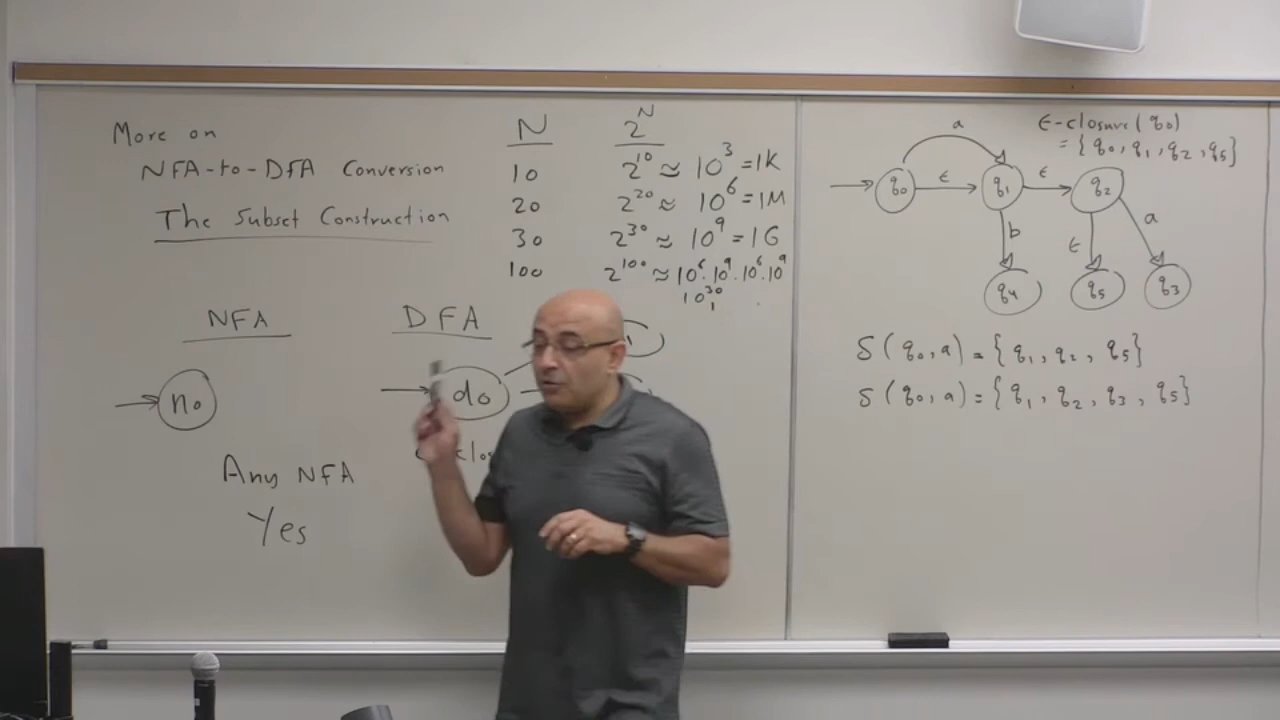 More on
NFA-to-DFA Conversion
The Subset Construction
N 2^N
10 2^10 ≈ 10^3 = 1K
20 2^20 ≈ 10^6 = 1M
30 2^30 ≈ 10^9 = 1G
100 2^100 ≈ 10^6 . 10^9 . 10^6 . 10^9
10^30
NFA
DFA
n0
d0
Any NFA
Yes
ϵ-closure(q0)
= {q0, q1, q2, q5}
a
q0 ϵ q1 ϵ q2
b ϵ a
q4 q5 q3
δ(q0, a) = {q1, q2, q5}
δ(q0, a) = {q1, q2, q3, q5}